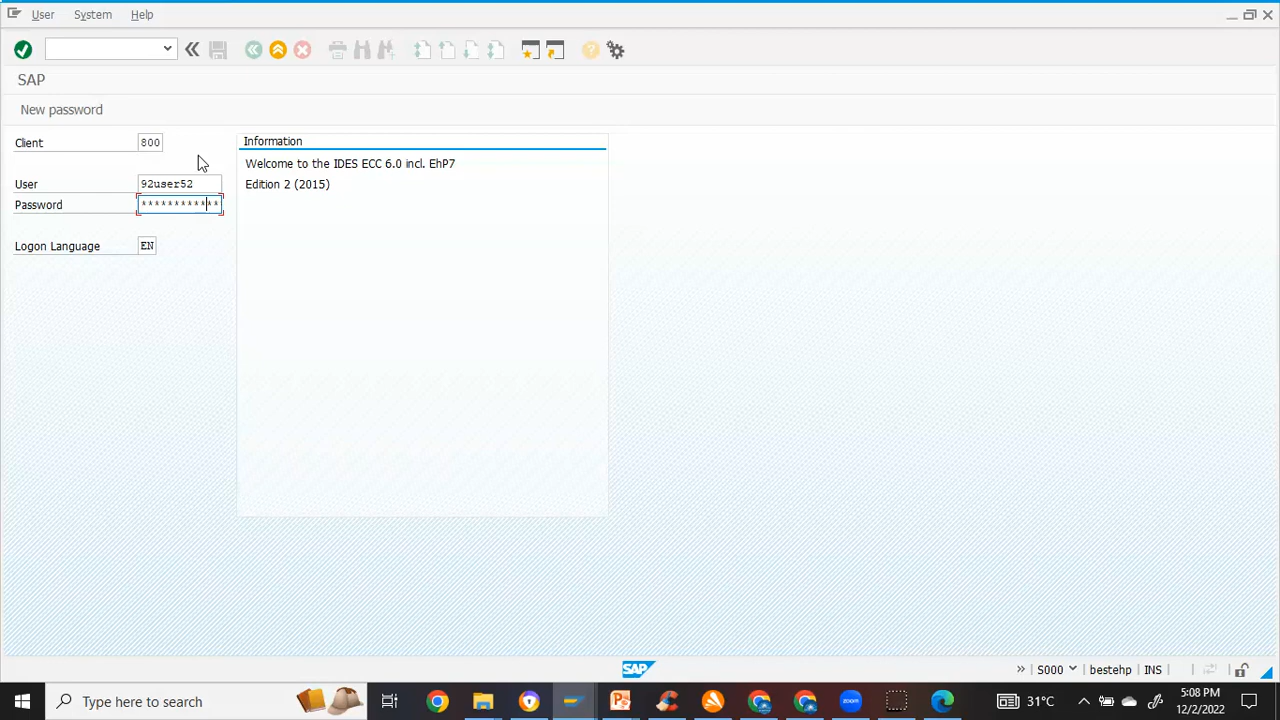 User System Help
SAP
New password
Client 800
User 92user52
Password *************
Logon Language EN
Information
Welcome to the IDES ECC 6.0 incl. EhP7
Edition 2 (2015)
SAP
S000 bestehp INS
Type here to search
31°C
5:08 PM
12/2/2022